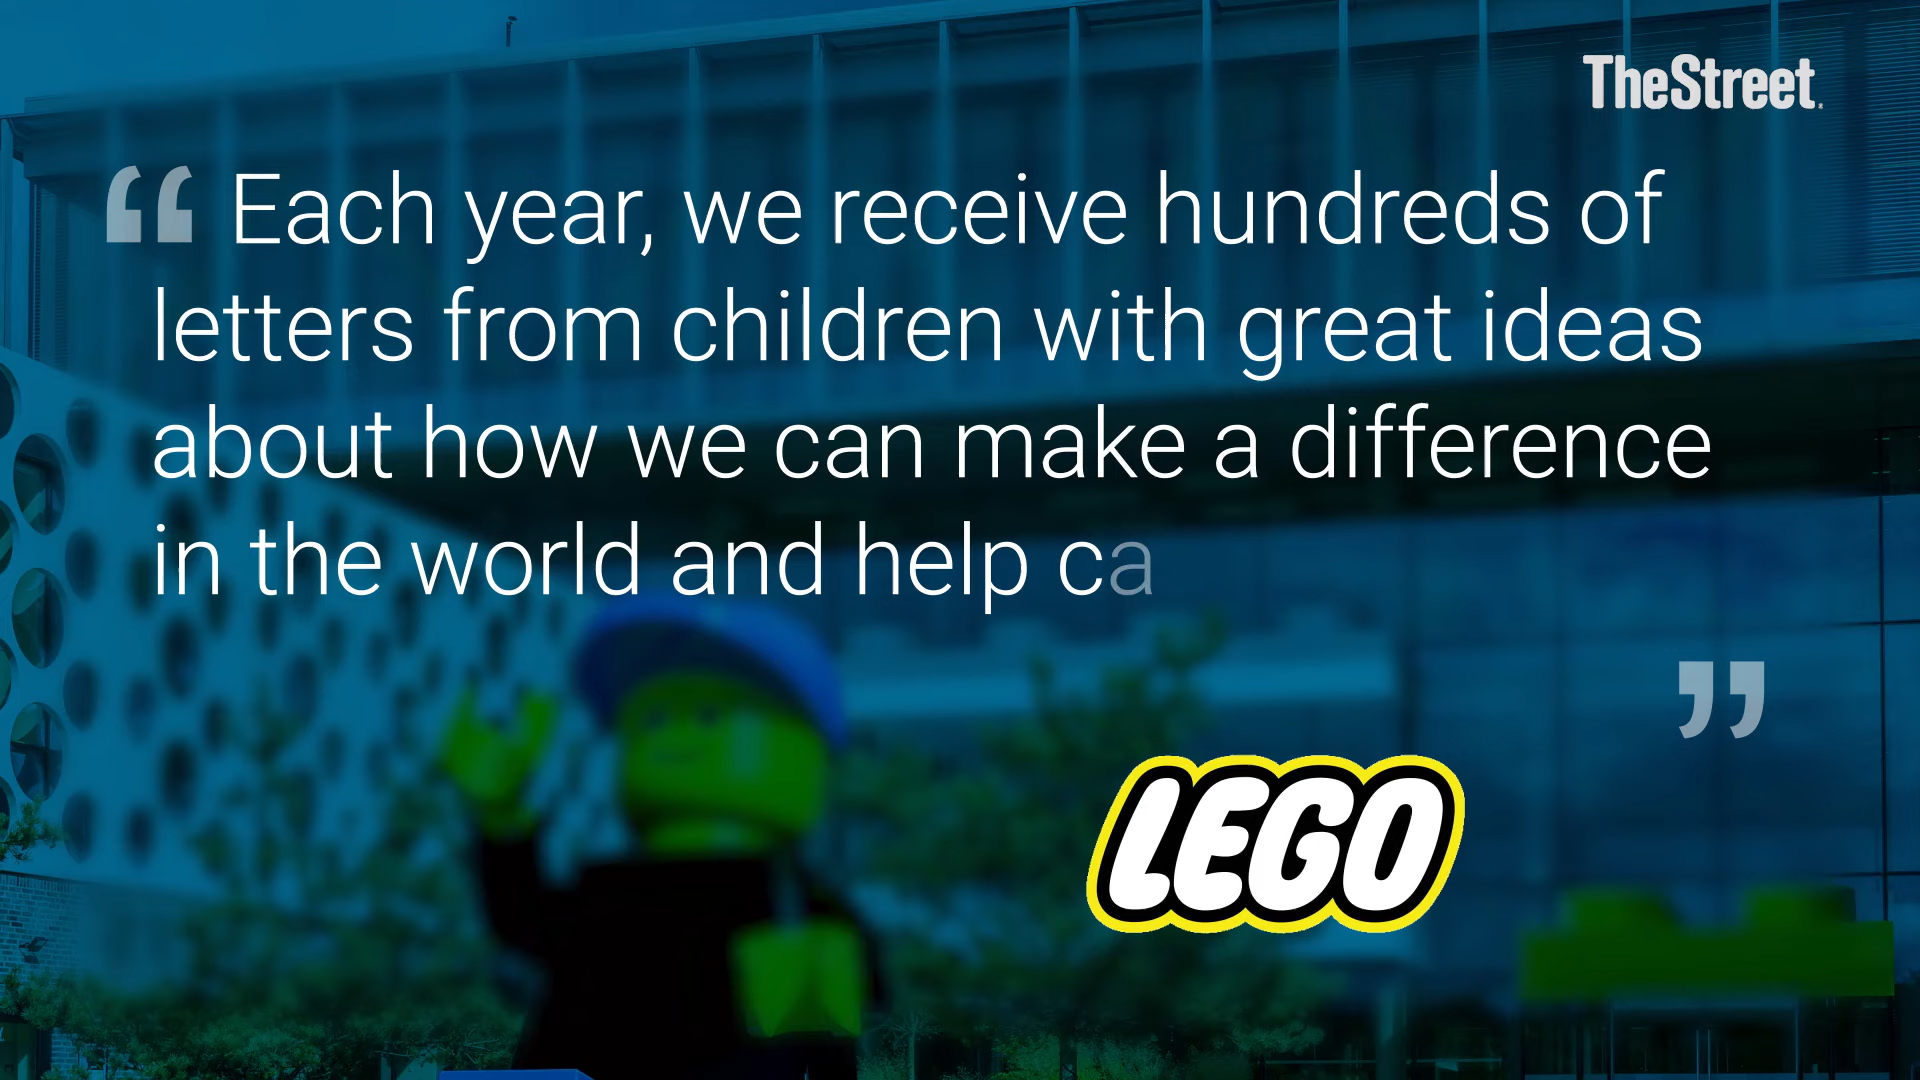 TheStreet
“ Each year, we receive hundreds of
letters from children with great ideas
about how we can make a difference
in the world and help ca
”
LEGO